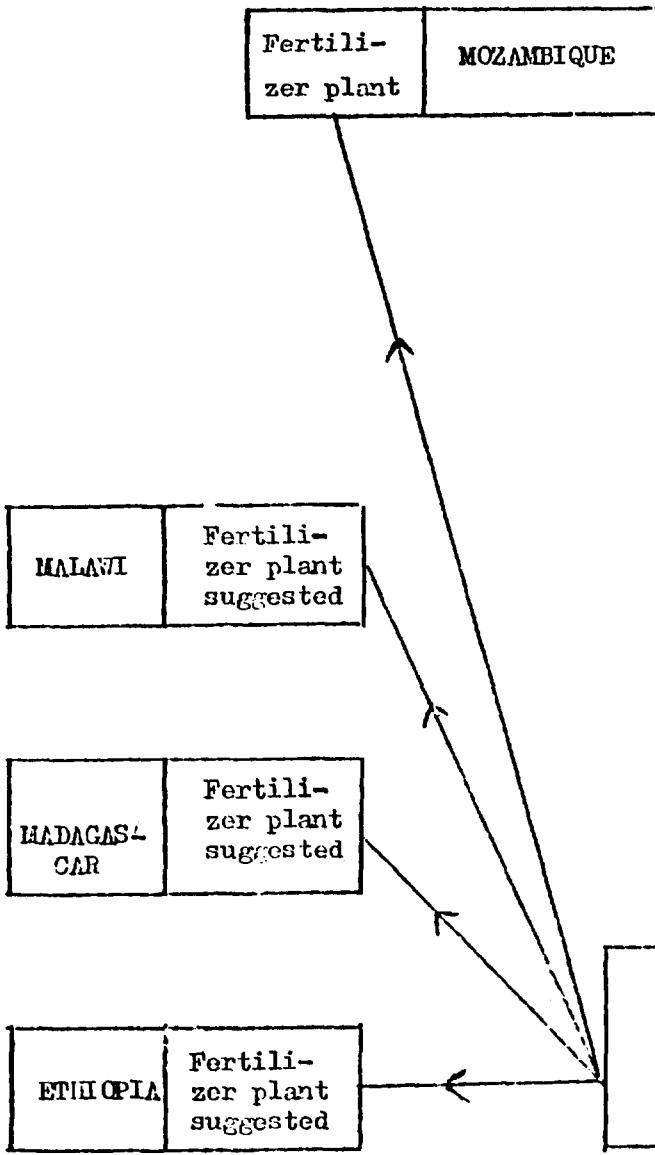 Fertili-
zer plant
MOZAMBIQUE
MALAWI
Fertili-
zer plant
suggested
MADAGAS-
CAR
Fertili-
zer plant
suggested
ETHIOPIA
Fertili-
zer plant
suggested